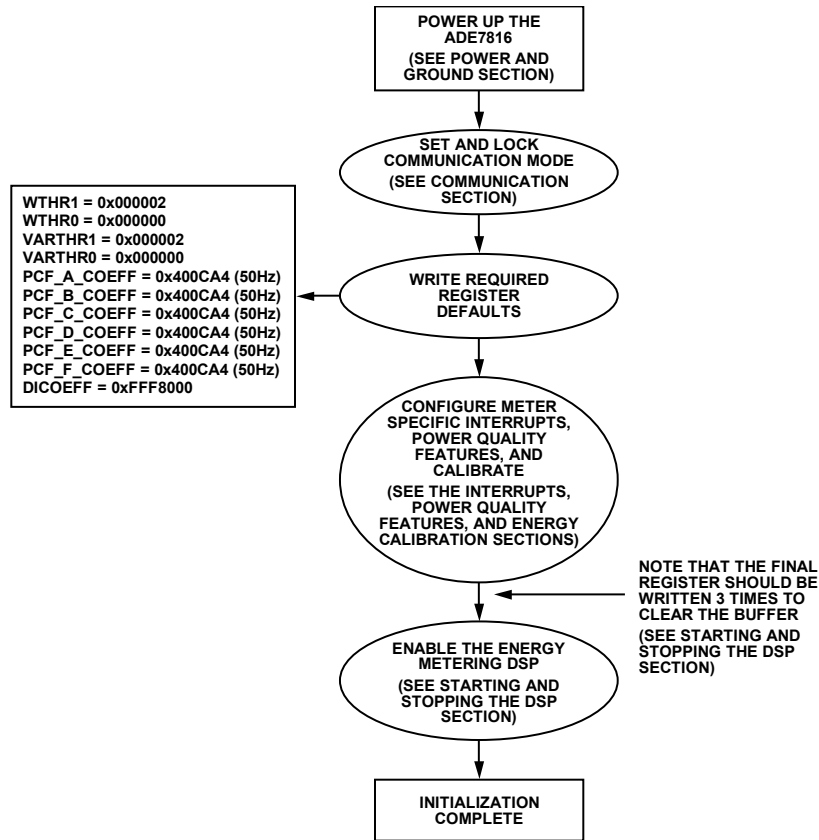 POWER UP THE
ADE7816
(SEE POWER AND
GROUND SECTION)
SET AND LOCK
COMMUNICATION MODE
(SEE COMMUNICATION
SECTION)
WTHR1 = 0x000002
WTHR0 = 0x000000
VARTHR1 = 0x000002
VARTHR0 = 0x000000
PCF_A_COEFF = 0x400CA4 (50Hz)
PCF_B_COEFF = 0x400CA4 (50Hz)
PCF_C_COEFF = 0x400CA4 (50Hz)
PCF_D_COEFF = 0x400CA4 (50Hz)
PCF_E_COEFF = 0x400CA4 (50Hz)
PCF_F_COEFF = 0x400CA4 (50Hz)
DICOEFF = 0xFFF8000
WRITE REQUIRED
REGISTER
DEFAULTS
CONFIGURE METER
SPECIFIC INTERRUPTS,
POWER QUALITY
FEATURES, AND
CALIBRATE
(SEE THE INTERRUPTS,
POWER QUALITY
FEATURES, AND ENERGY
CALIBRATION SECTIONS)
NOTE THAT THE FINAL
REGISTER SHOULD BE
WRITTEN 3 TIMES TO
CLEAR THE BUFFER
(SEE STARTING AND
STOPPING THE DSP
SECTION)
ENABLE THE ENERGY
METERING DSP
(SEE STARTING AND
STOPPING THE DSP
SECTION)
INITIALIZATION
COMPLETE